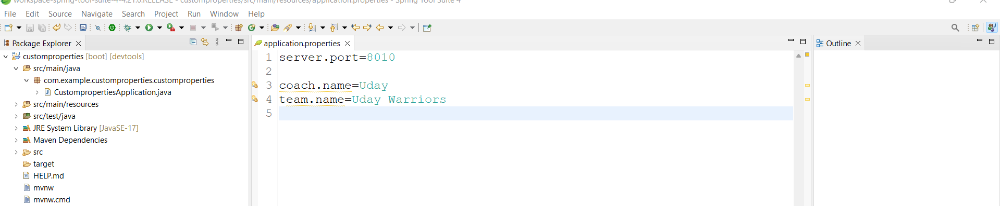 workspace-spring-tool-suite-4-4.21.0.RELEASE - customproperties/src/main/resources/application.properties - Spring Tool Suite 4
File Edit Source Navigate Search Project Run Window Help
Package Explorer
customproperties [boot] [devtools]
src/main/java
com.example.customproperties.customproperties
CustompropertiesApplication.java
src/main/resources
src/test/java
JRE System Library [JavaSE-17]
Maven Dependencies
src
target
HELP.md
mvnw
mvnw.cmd
application.properties
1 server.port=8010
2
3 coach.name=Uday
4 team.name=Uday Warriors
5
Outline